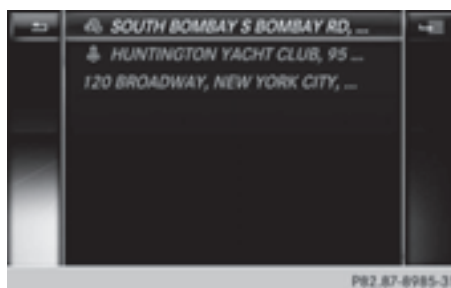 SOUTH BOMBAY S BOMBAY RD, ...
HUNTINGTON YACHT CLUB, 95 ...
120 BROADWAY, NEW YORK CITY, ...
P82.87-8985-31